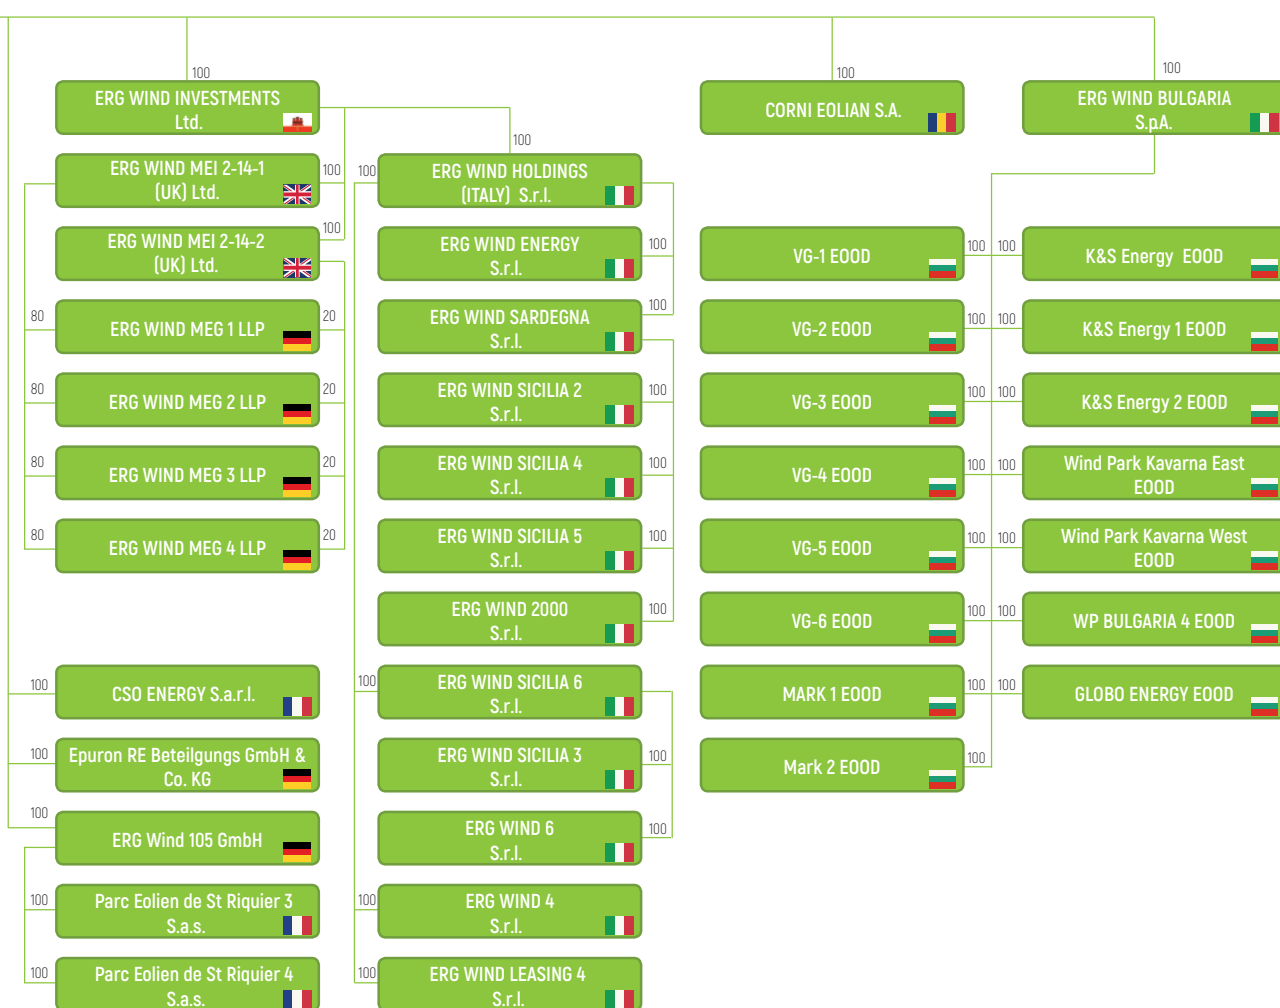 100
ERG WIND INVESTMENTS
Ltd.
100
ERG WIND MEI 2-14-1
(UK) Ltd.
100
ERG WIND MEI 2-14-2
(UK) Ltd.
80
ERG WIND MEG 1 LLP
20
80
ERG WIND MEG 2 LLP
20
80
ERG WIND MEG 3 LLP
20
80
ERG WIND MEG 4 LLP
20
100
CSO ENERGY S.a.r.l.
100
Epuron RE Beteilgungs GmbH &
Co. KG
100
ERG Wind 105 GmbH
100
Parc Eolien de St Riquier 3
S.a.s.
100
Parc Eolien de St Riquier 4
S.a.s.
100
100
ERG WIND HOLDINGS
(ITALY) S.r.l.
ERG WIND ENERGY
S.r.l.
100
ERG WIND SARDEGNA
S.r.l.
100
ERG WIND SICILIA 2
S.r.l.
100
ERG WIND SICILIA 4
S.r.l.
100
ERG WIND SICILIA 5
S.r.l.
100
ERG WIND 2000
S.r.l.
100
100
ERG WIND SICILIA 6
S.r.l.
ERG WIND SICILIA 3
S.r.l.
100
ERG WIND 6
S.r.l.
100
100
ERG WIND 4
S.r.l.
100
ERG WIND LEASING 4
S.r.l.
100
CORNI EOLIAN S.A.
100
ERG WIND BULGARIA
S.p.A.
VG-1 EOOD
100
100
K&S Energy EOOD
VG-2 EOOD
100
100
K&S Energy 1 EOOD
VG-3 EOOD
100
100
K&S Energy 2 EOOD
VG-4 EOOD
100
100
Wind Park Kavarna East
EOOD
VG-5 EOOD
100
100
Wind Park Kavarna West
EOOD
VG-6 EOOD
100
100
WP BULGARIA 4 EOOD
MARK 1 EOOD
100
100
GLOBO ENERGY EOOD
Mark 2 EOOD
100